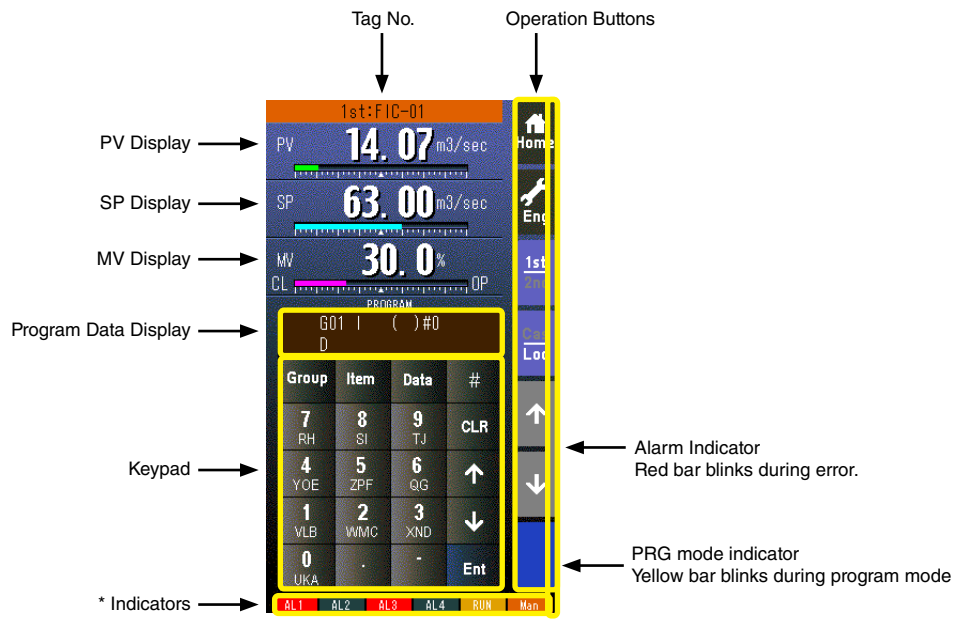 Tag No.
Operation Buttons
1st:FIC-01
Home
PV Display
PV 14.07 m3/sec
SP Display
SP 63.00 m3/sec
Eng
MV Display
MV 30.0 %
CL OP
1st
2nd
PROGRAM
Program Data Display
G01 I ( )#0
D
Cas
Loc
Group Item Data #
7 8 9 CLR
RH SI TJ
Alarm Indicator
Red bar blinks during error.
Keypad
4 5 6
YOE ZPF QG
1 2 3
VLB WMC XND
0 . - Ent
UKA
PRG mode indicator
Yellow bar blinks during program mode
* Indicators
AL1 AL2 AL3 AL4 RUN Man